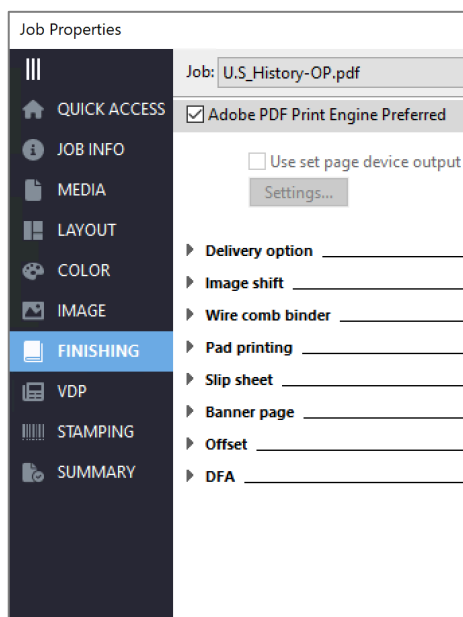 Job Properties
Job: U.S_History-OP.pdf
QUICK ACCESS
Adobe PDF Print Engine Preferred
JOB INFO
Use set page device output
MEDIA
Settings...
LAYOUT
Delivery option
COLOR
Image shift
IMAGE
Wire comb binder
FINISHING
Pad printing
Slip sheet
VDP
Banner page
STAMPING
Offset
SUMMARY
DFA